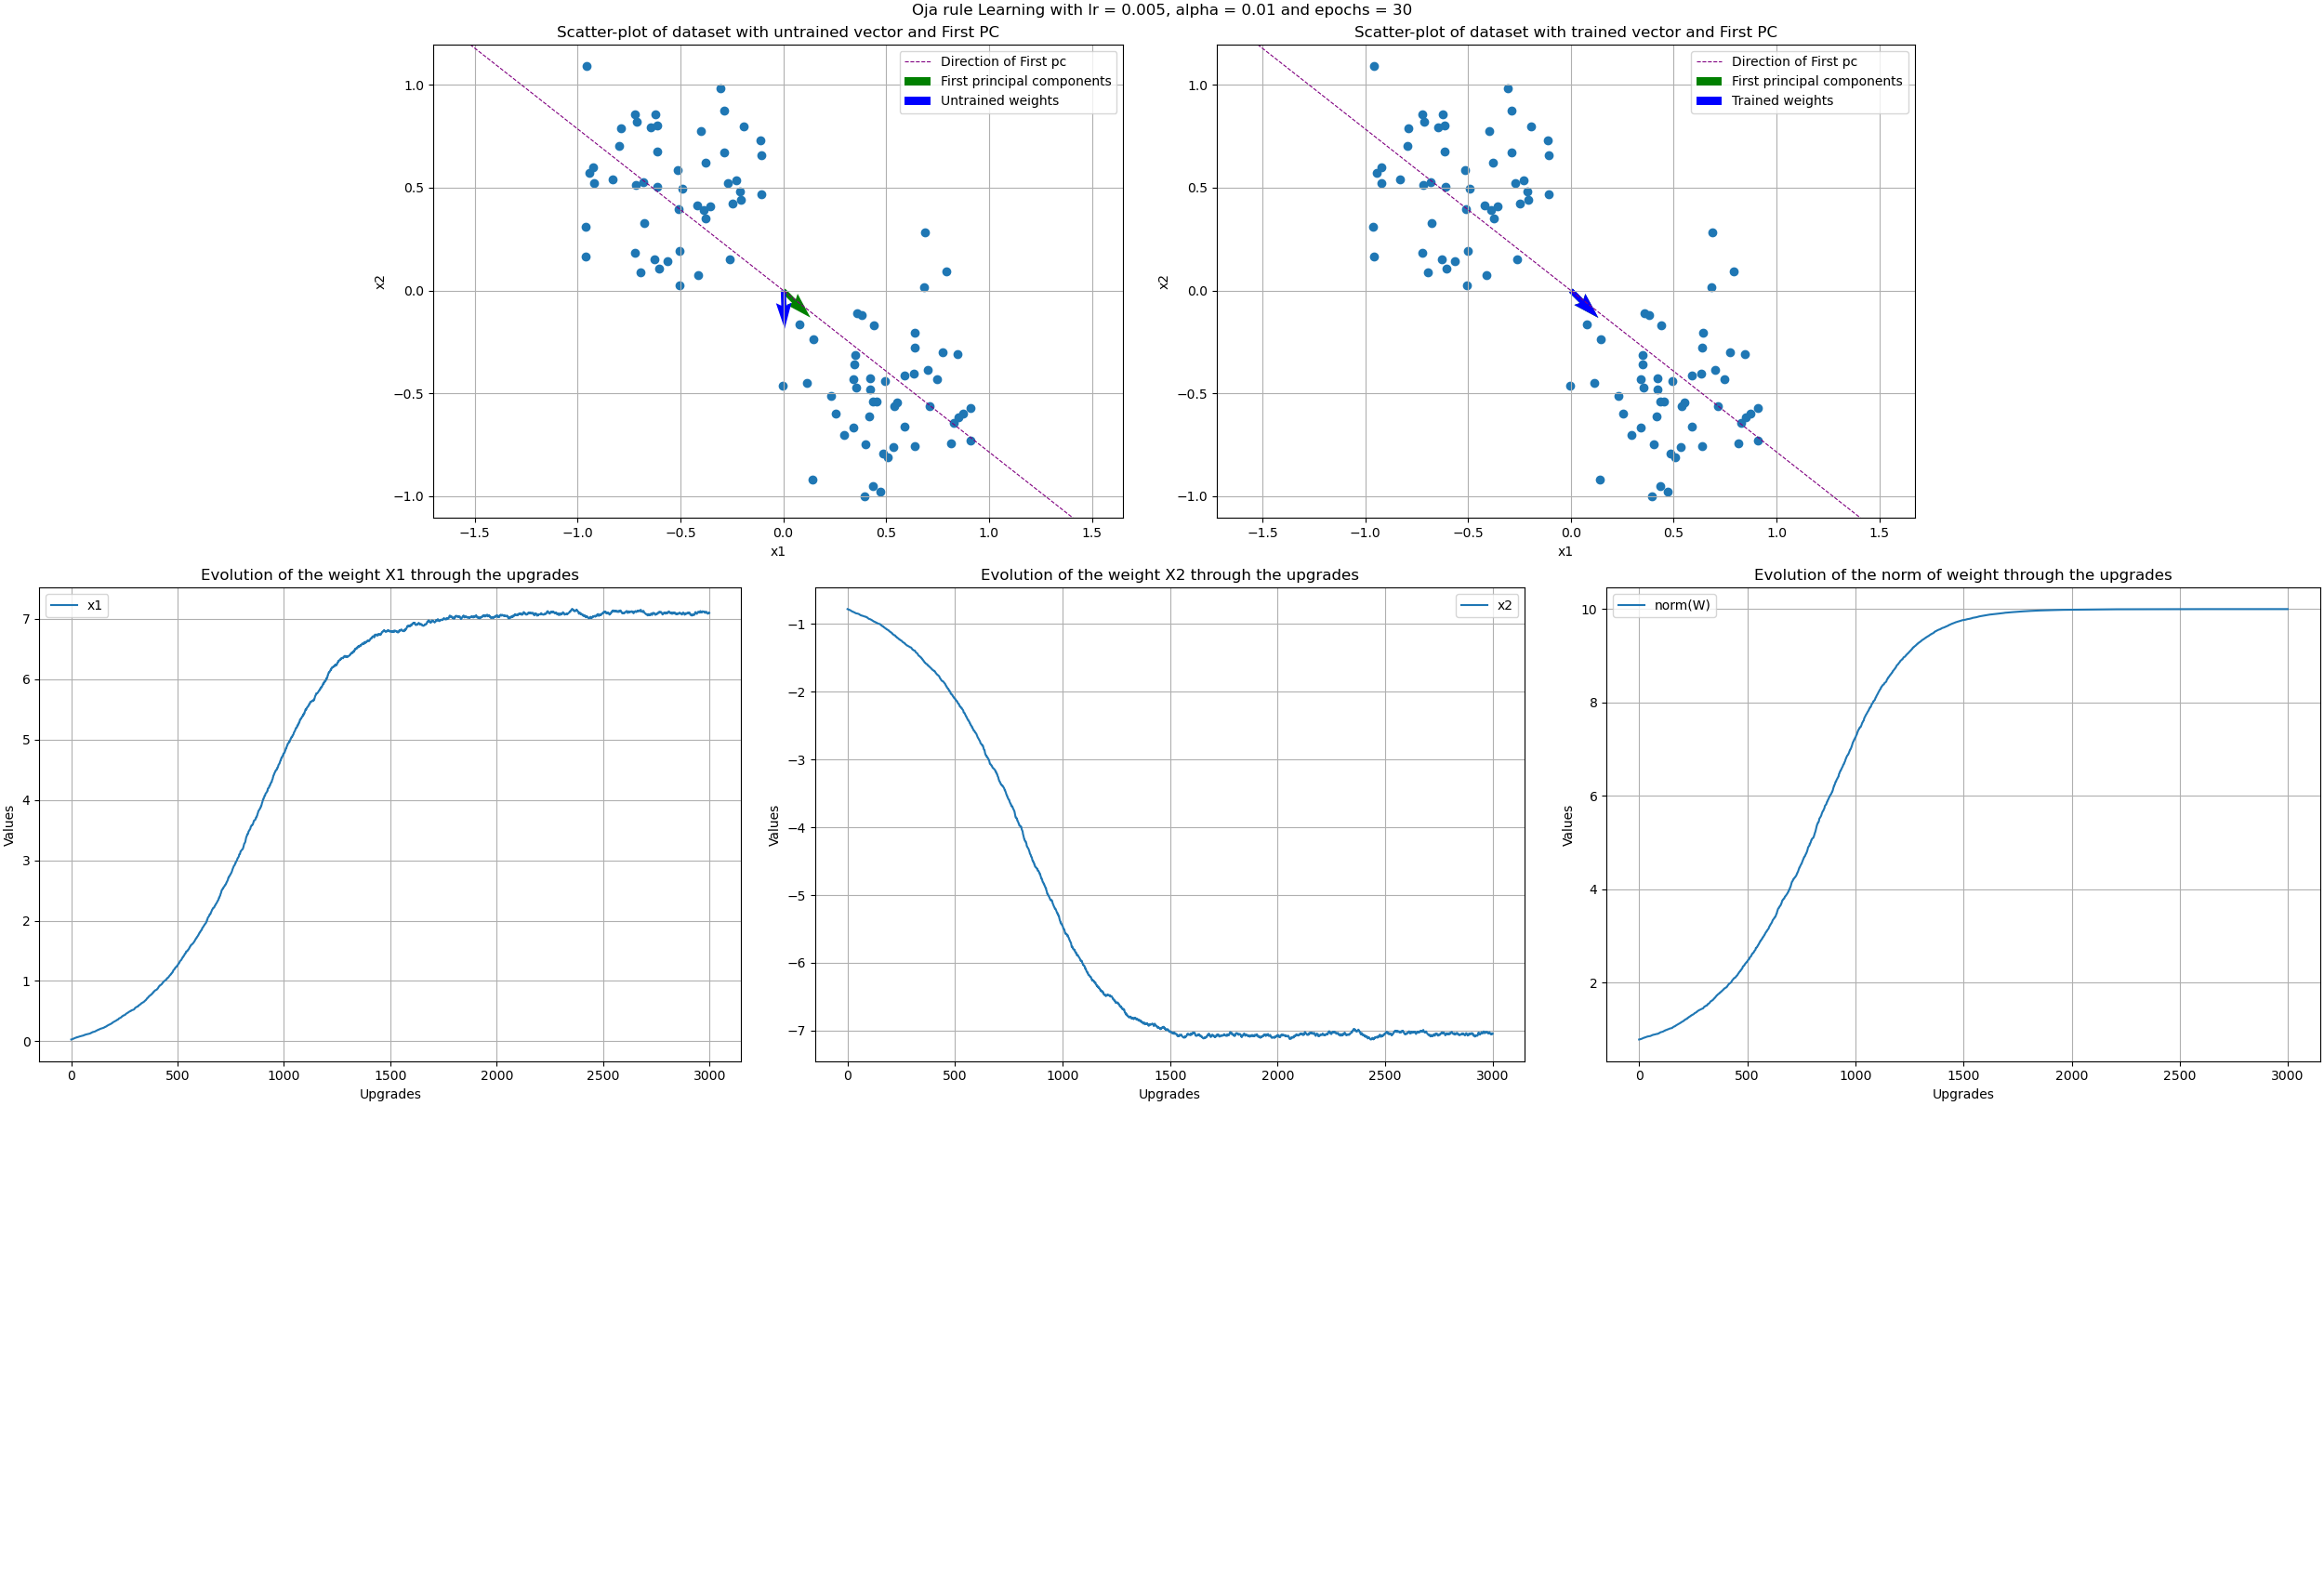 Oja rule Learning with lr = 0.005, alpha = 0.01 and epochs = 30
Scatter-plot of dataset with untrained vector and First PC
Direction of First pc
First principal components
Untrained weights
1.0
0.5
0.0
−0.5
−1.0
x2
−1.5 −1.0 −0.5 0.0 0.5 1.0 1.5
x1
Scatter-plot of dataset with trained vector and First PC
Direction of First pc
First principal components
Trained weights
1.0
0.5
0.0
−0.5
−1.0
x2
−1.5 −1.0 −0.5 0.0 0.5 1.0 1.5
x1
Evolution of the weight X1 through the upgrades
x1
7
6
5
4
3
2
1
0
Values
0 500 1000 1500 2000 2500 3000
Upgrades
Evolution of the weight X2 through the upgrades
x2
−1
−2
−3
−4
−5
−6
−7
Values
0 500 1000 1500 2000 2500 3000
Upgrades
Evolution of the norm of weight through the upgrades
norm(W)
10
8
6
4
2
Values
0 500 1000 1500 2000 2500 3000
Upgrades